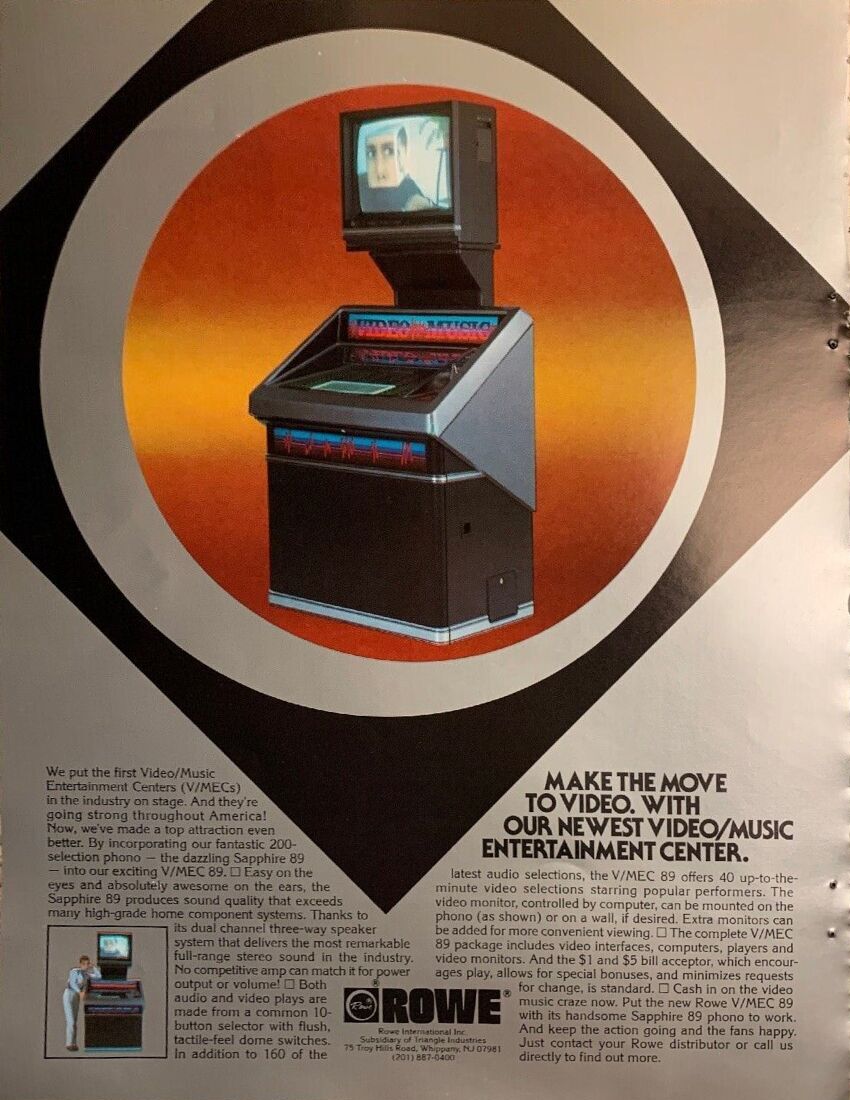 VIDEO MUSIC
We put the first Video/Music
Entertainment Centers (V/MECs)
in the industry on stage. And they're
going strong throughout America!
Now, we've made a top attraction even
better. By incorporating our fantastic 200-
selection phono — the dazzling Sapphire 89
— into our exciting V/MEC 89. □ Easy on the
eyes and absolutely awesome on the ears, the
Sapphire 89 produces sound quality that exceeds
many high-grade home component systems. Thanks to
its dual channel three-way speaker
system that delivers the most remarkable
full-range stereo sound in the industry.
No competitive amp can match it for power
output or volume! □ Both
audio and video plays are
made from a common 10-
button selector with flush,
tactile-feel dome switches.
In addition to 160 of the
MAKE THE MOVE
TO VIDEO. WITH
OUR NEWEST VIDEO/MUSIC
ENTERTAINMENT CENTER.
latest audio selections, the V/MEC 89 offers 40 up-to-the-
minute video selections starring popular performers. The
video monitor, controlled by computer, can be mounted on the
phono (as shown) or on a wall, if desired. Extra monitors can
be added for more convenient viewing. □ The complete V/MEC
89 package includes video interfaces, computers, players and
video monitors. And the $1 and $5 bill acceptor, which encour-
ages play, allows for special bonuses, and minimizes requests
for change, is standard. □ Cash in on the video
music craze now. Put the new Rowe V/MEC 89
with its handsome Sapphire 89 phono to work.
And keep the action going and the fans happy.
Just contact your Rowe distributor or call us
directly to find out more.
Rowe ® ROWE®
Rowe International Inc.
Subsidiary of Triangle Industries
75 Troy Hills Road, Whippany, NJ 07981
(201) 887-0400